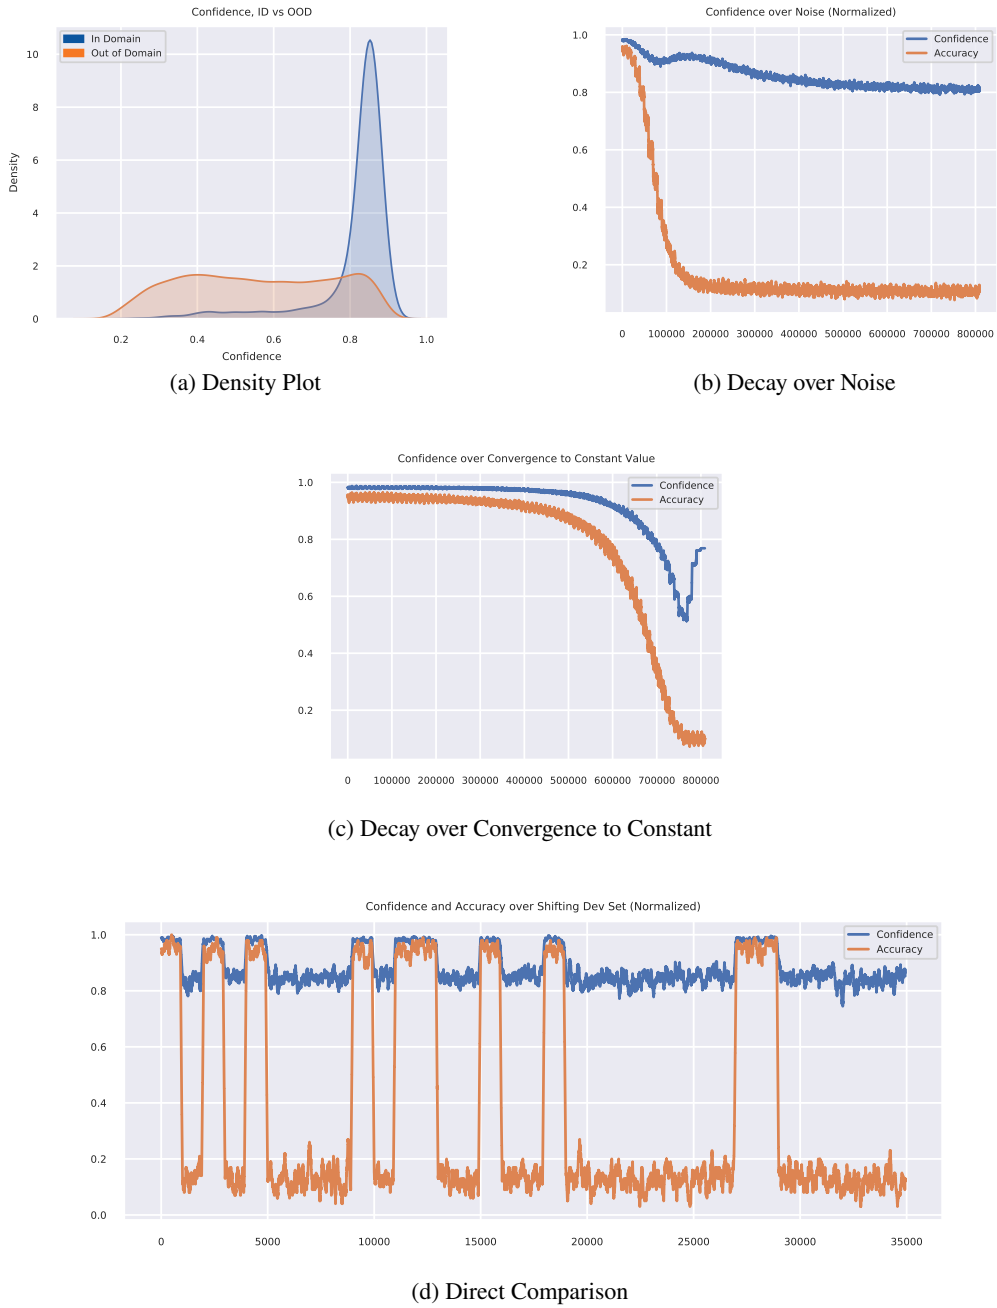 Confidence, ID vs OOD
In Domain
Out of Domain
10
8
6
4
2
0
Density
0.2 0.4 0.6 0.8 1.0
Confidence
(a) Density Plot
Confidence over Noise (Normalized)
Confidence
Accuracy
1.0
0.8
0.6
0.4
0.2
0 100000 200000 300000 400000 500000 600000 700000 800000
(b) Decay over Noise
Confidence over Convergence to Constant Value
Confidence
Accuracy
1.0
0.8
0.6
0.4
0.2
0 100000 200000 300000 400000 500000 600000 700000 800000
(c) Decay over Convergence to Constant
Confidence and Accuracy over Shifting Dev Set (Normalized)
Confidence
Accuracy
1.0
0.8
0.6
0.4
0.2
0.0
0 5000 10000 15000 20000 25000 30000 35000
(d) Direct Comparison